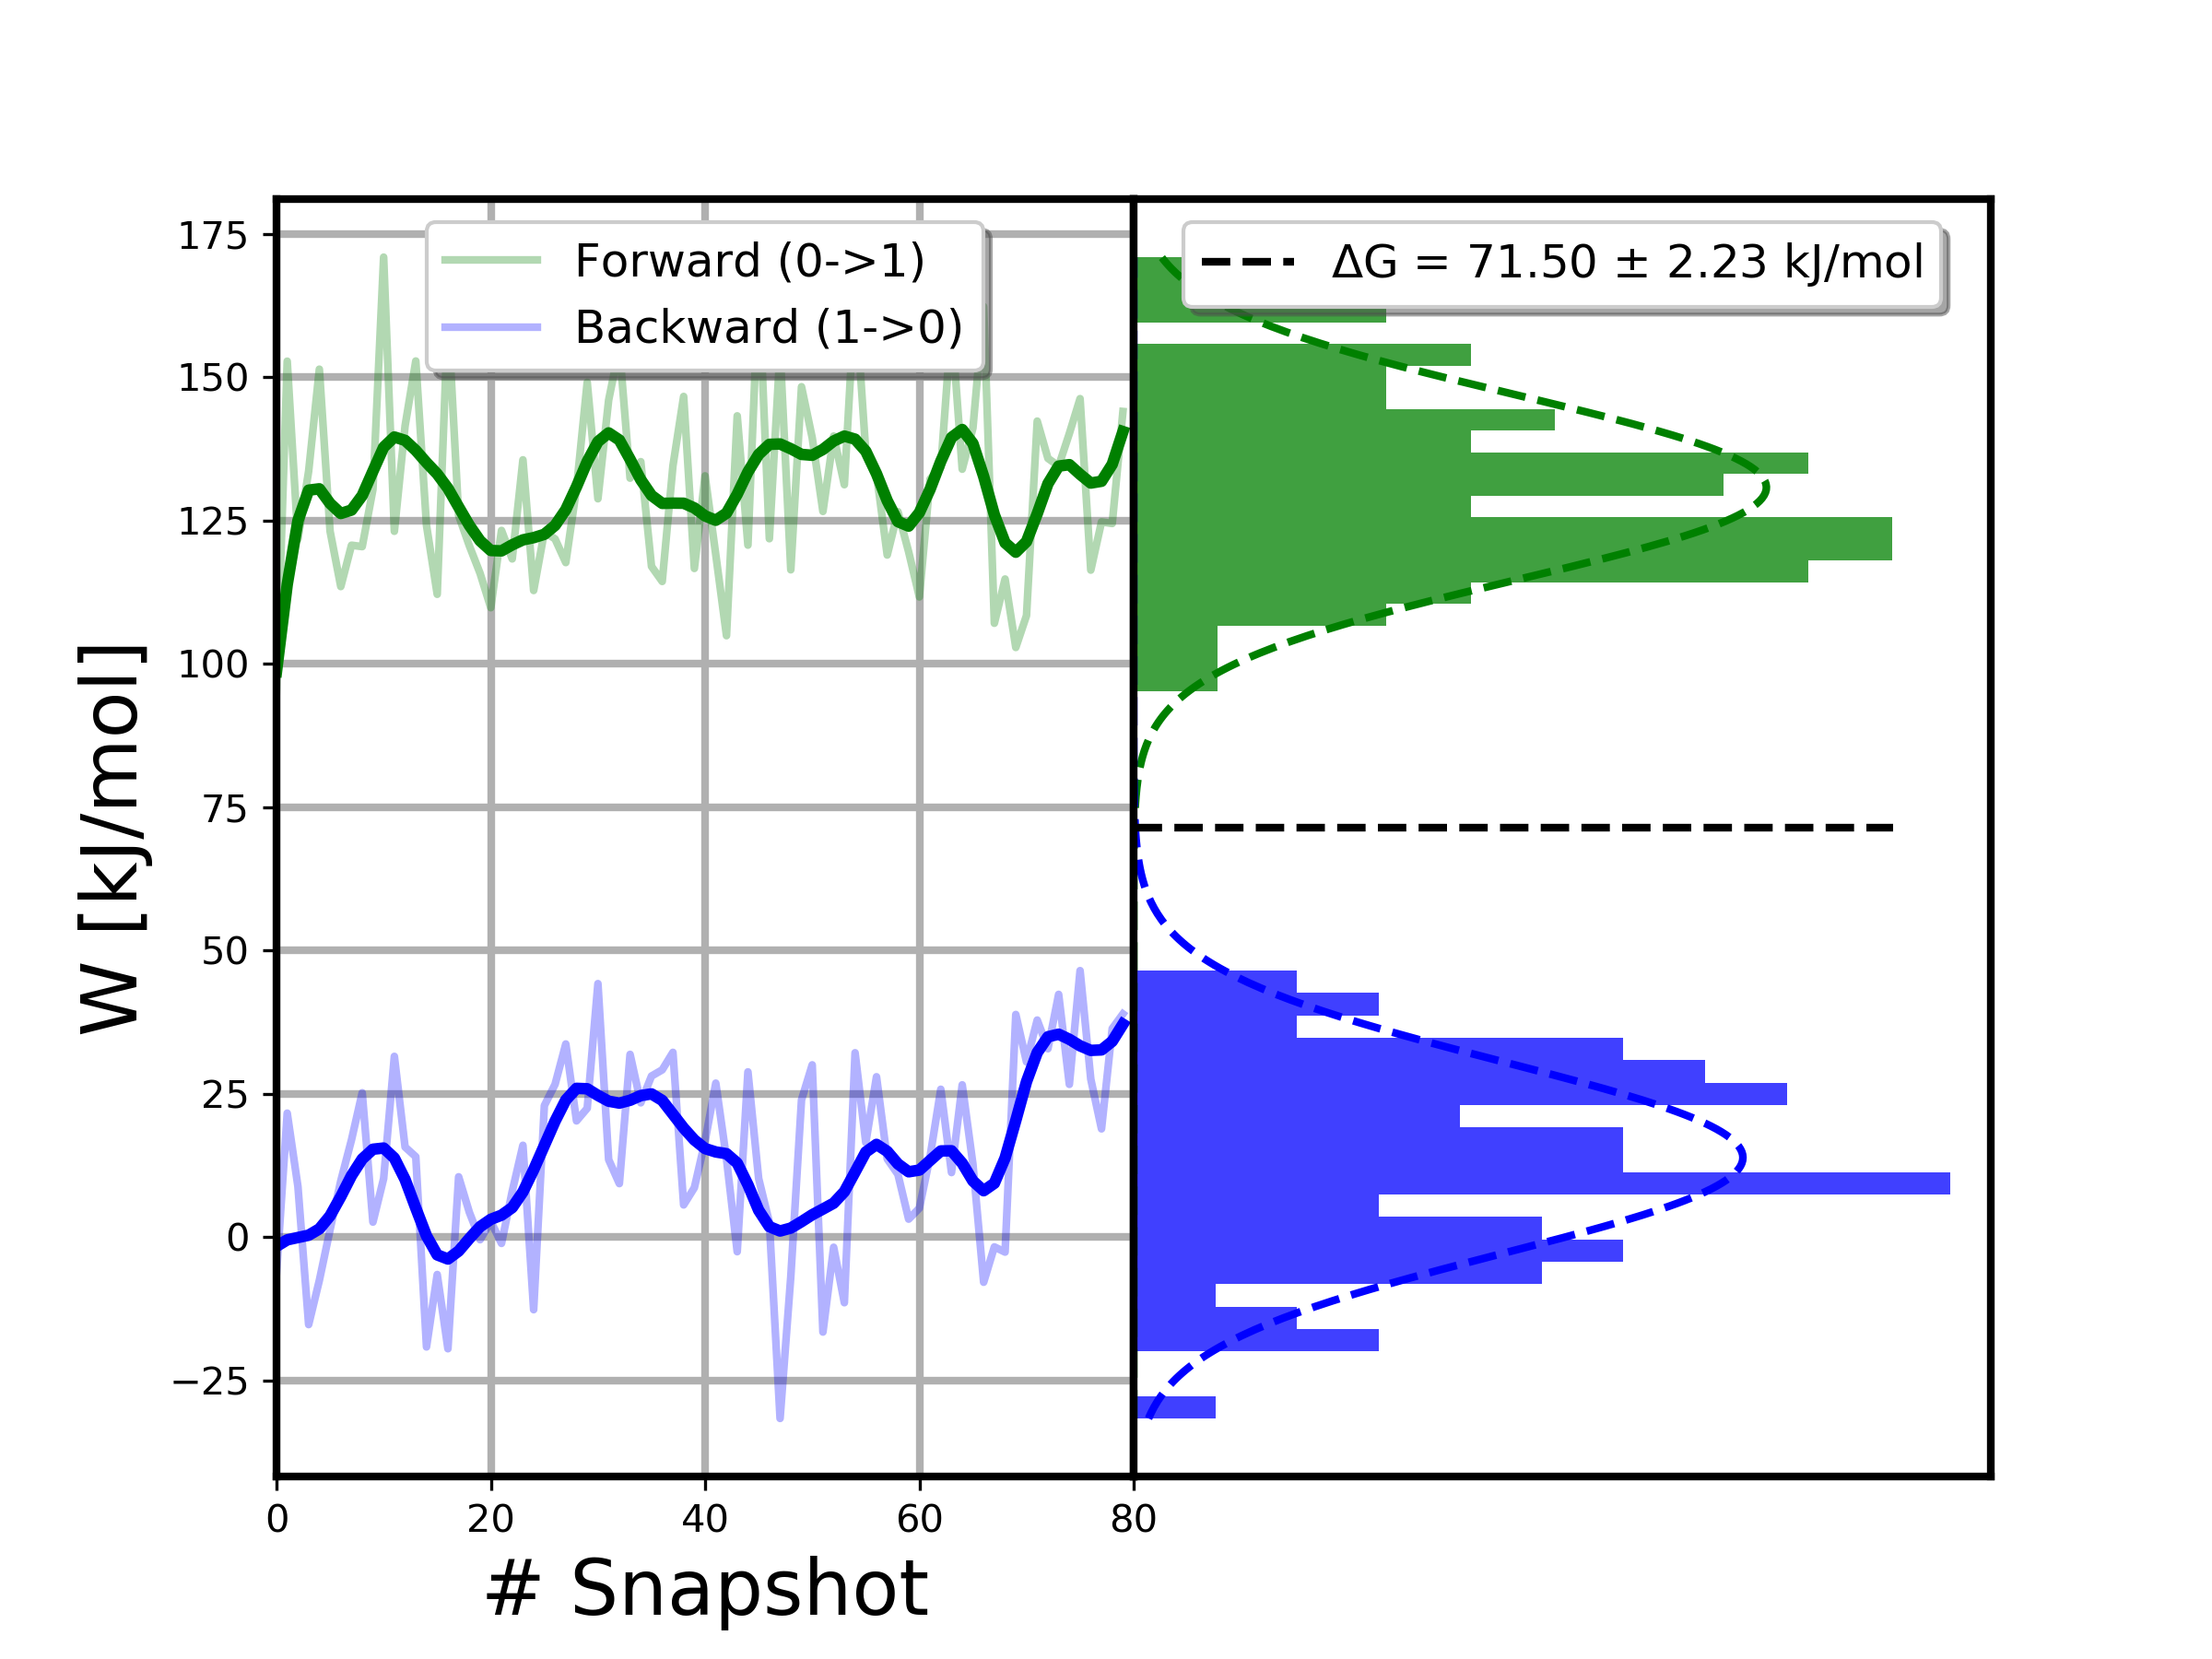 Forward (0->1)
Backward (1->0)
ΔG = 71.50 ± 2.23 kJ/mol
W [kJ/mol]
175
150
125
100
75
50
25
0
−25
0 20 40 60 80
# Snapshot